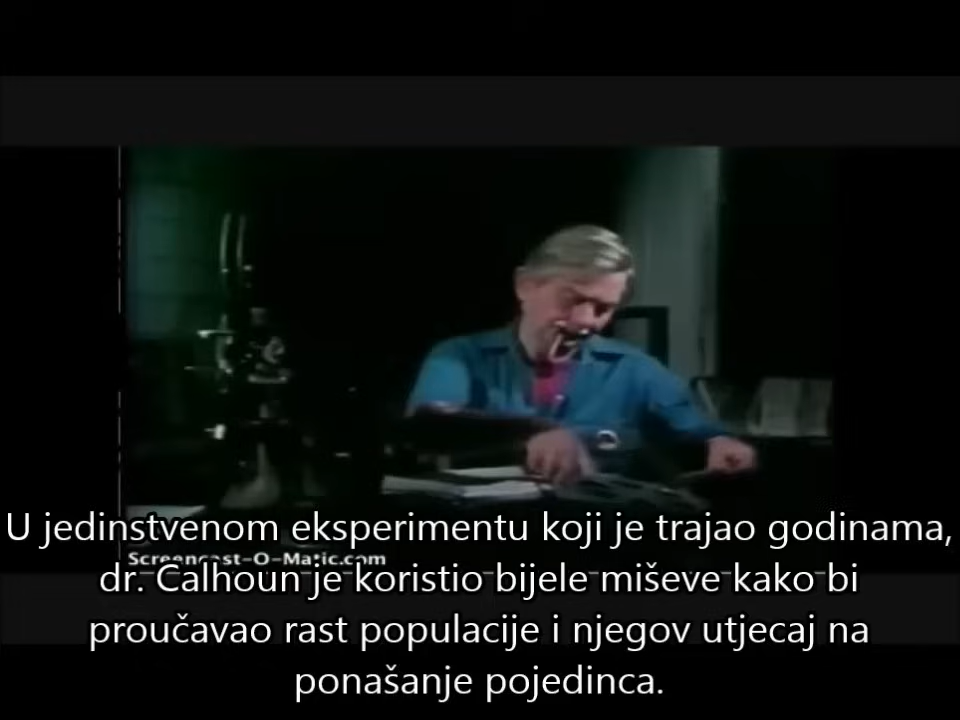 U jedinstvenom eksperimentu koji je trajao godinama,
Screencast-O-Matic.com
dr. Calhoun je koristio bijele miševe kako bi
proučavao rast populacije i njegov utjecaj na
ponašanje pojedinca.